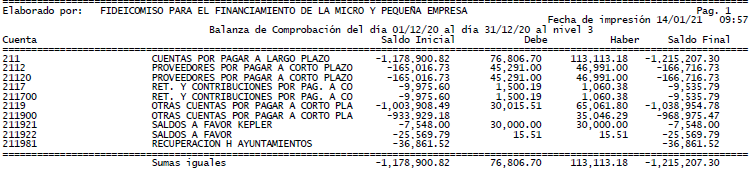 Elaborado por: FIDEICOMISO PARA EL FINANCIAMIENTO DE LA MICRO Y PEQUEÑA EMPRESA Pag. 1
Fecha de impresión 14/01/21 09:57
Balanza de Comprobación del día 01/12/20 al día 31/12/20 al nivel 3
Cuenta Saldo Inicial Debe Haber Saldo Final
2111 CUENTAS POR PAGAR A LARGO PLAZO -1,178,900.82 76,806.70 113,113.18 -1,215,207.30
2112 PROVEEDORES POR PAGAR A CORTO PLAZO -165,016.73 45,291.00 46,991.00 -166,716.73
21120 PROVEEDORES POR PAGAR A CORTO PLAZO -165,016.73 45,291.00 46,991.00 -166,716.73
2117 RET. Y CONTRIBUCIONES POR PAG. A CO -9,975.60 1,500.19 1,060.38 -9,535.79
211700 RET. Y CONTRIBUCIONES POR PAG. A CO -9,975.60 1,500.19 1,060.38 -9,535.79
2119 OTRAS CUENTAS POR PAGAR A CORTO PLA -1,003,908.49 30,015.51 65,061.80 -1,038,954.78
211900 OTRAS CUENTAS POR PAGAR A CORTO PLA -933,929.18 35,046.29 -968,975.47
211921 SALDOS A FAVOR KEPLER -7,548.00 30,000.00 30,000.00 -7,548.00
211922 SALDOS A FAVOR -25,569.79 15.51 15.51 -25,569.79
211981 RECUPERACION H AYUNTAMIENTOS -36,861.52 -36,861.52
Sumas iguales -1,178,900.82 76,806.70 113,113.18 -1,215,207.30